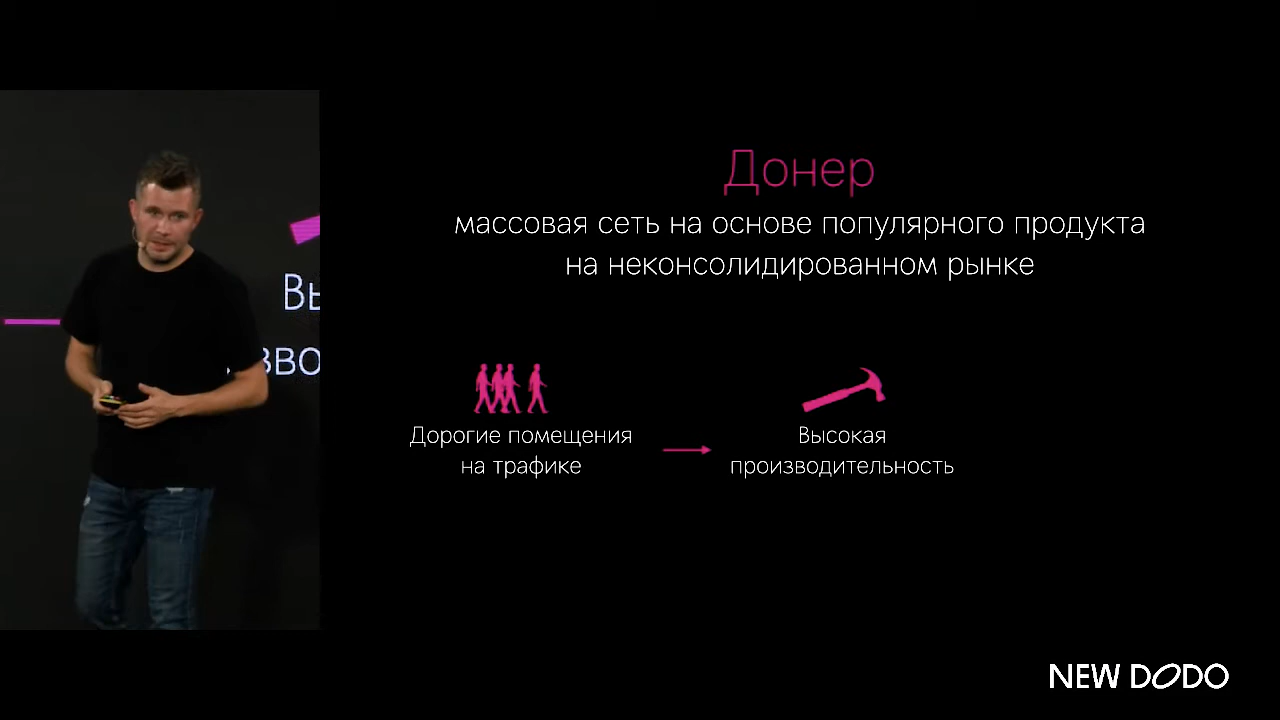 Донер
массовая сеть на основе популярного продукта
на неконсолидированном рынке
Дорогие помещения
на трафике
Высокая
производительность
NEW DODO